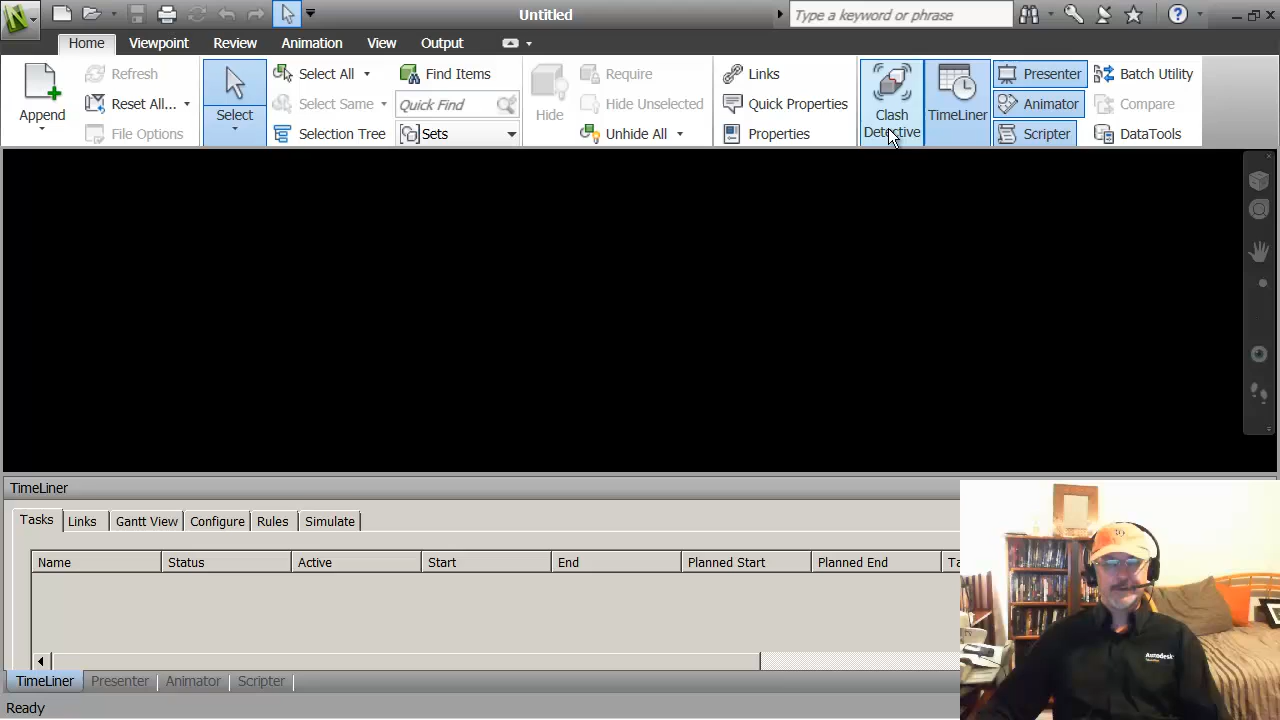 Untitled
Type a keyword or phrase
Home Viewpoint Review Animation View Output
Append
Refresh
Reset All...
File Options
Select
Select All
Select Same
Selection Tree
Find Items
Quick Find
Sets
Hide
Require
Hide Unselected
Unhide All
Links
Quick Properties
Properties
Clash
Detective
TimeLiner
Presenter
Animator
Scripter
Batch Utility
Compare
DataTools
TimeLiner
Tasks Links Gantt View Configure Rules Simulate
Name Status Active Start End Planned Start Planned End Ta
Autodesk
TimeLiner Presenter Animator Scripter
Ready